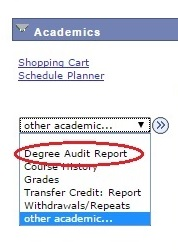 Academics
Shopping Cart
Schedule Planner
other academic...
Degree Audit Report
Course History
Grades
Transfer Credit: Report
Withdrawals/Repeats
other academic...